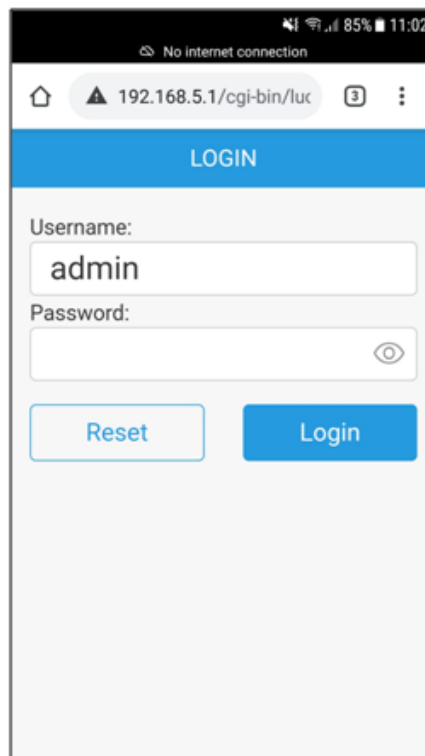 85% 11:02
No internet connection
192.168.5.1/cgi-bin/luc 3
LOGIN
Username:
admin
Password:
Reset Login